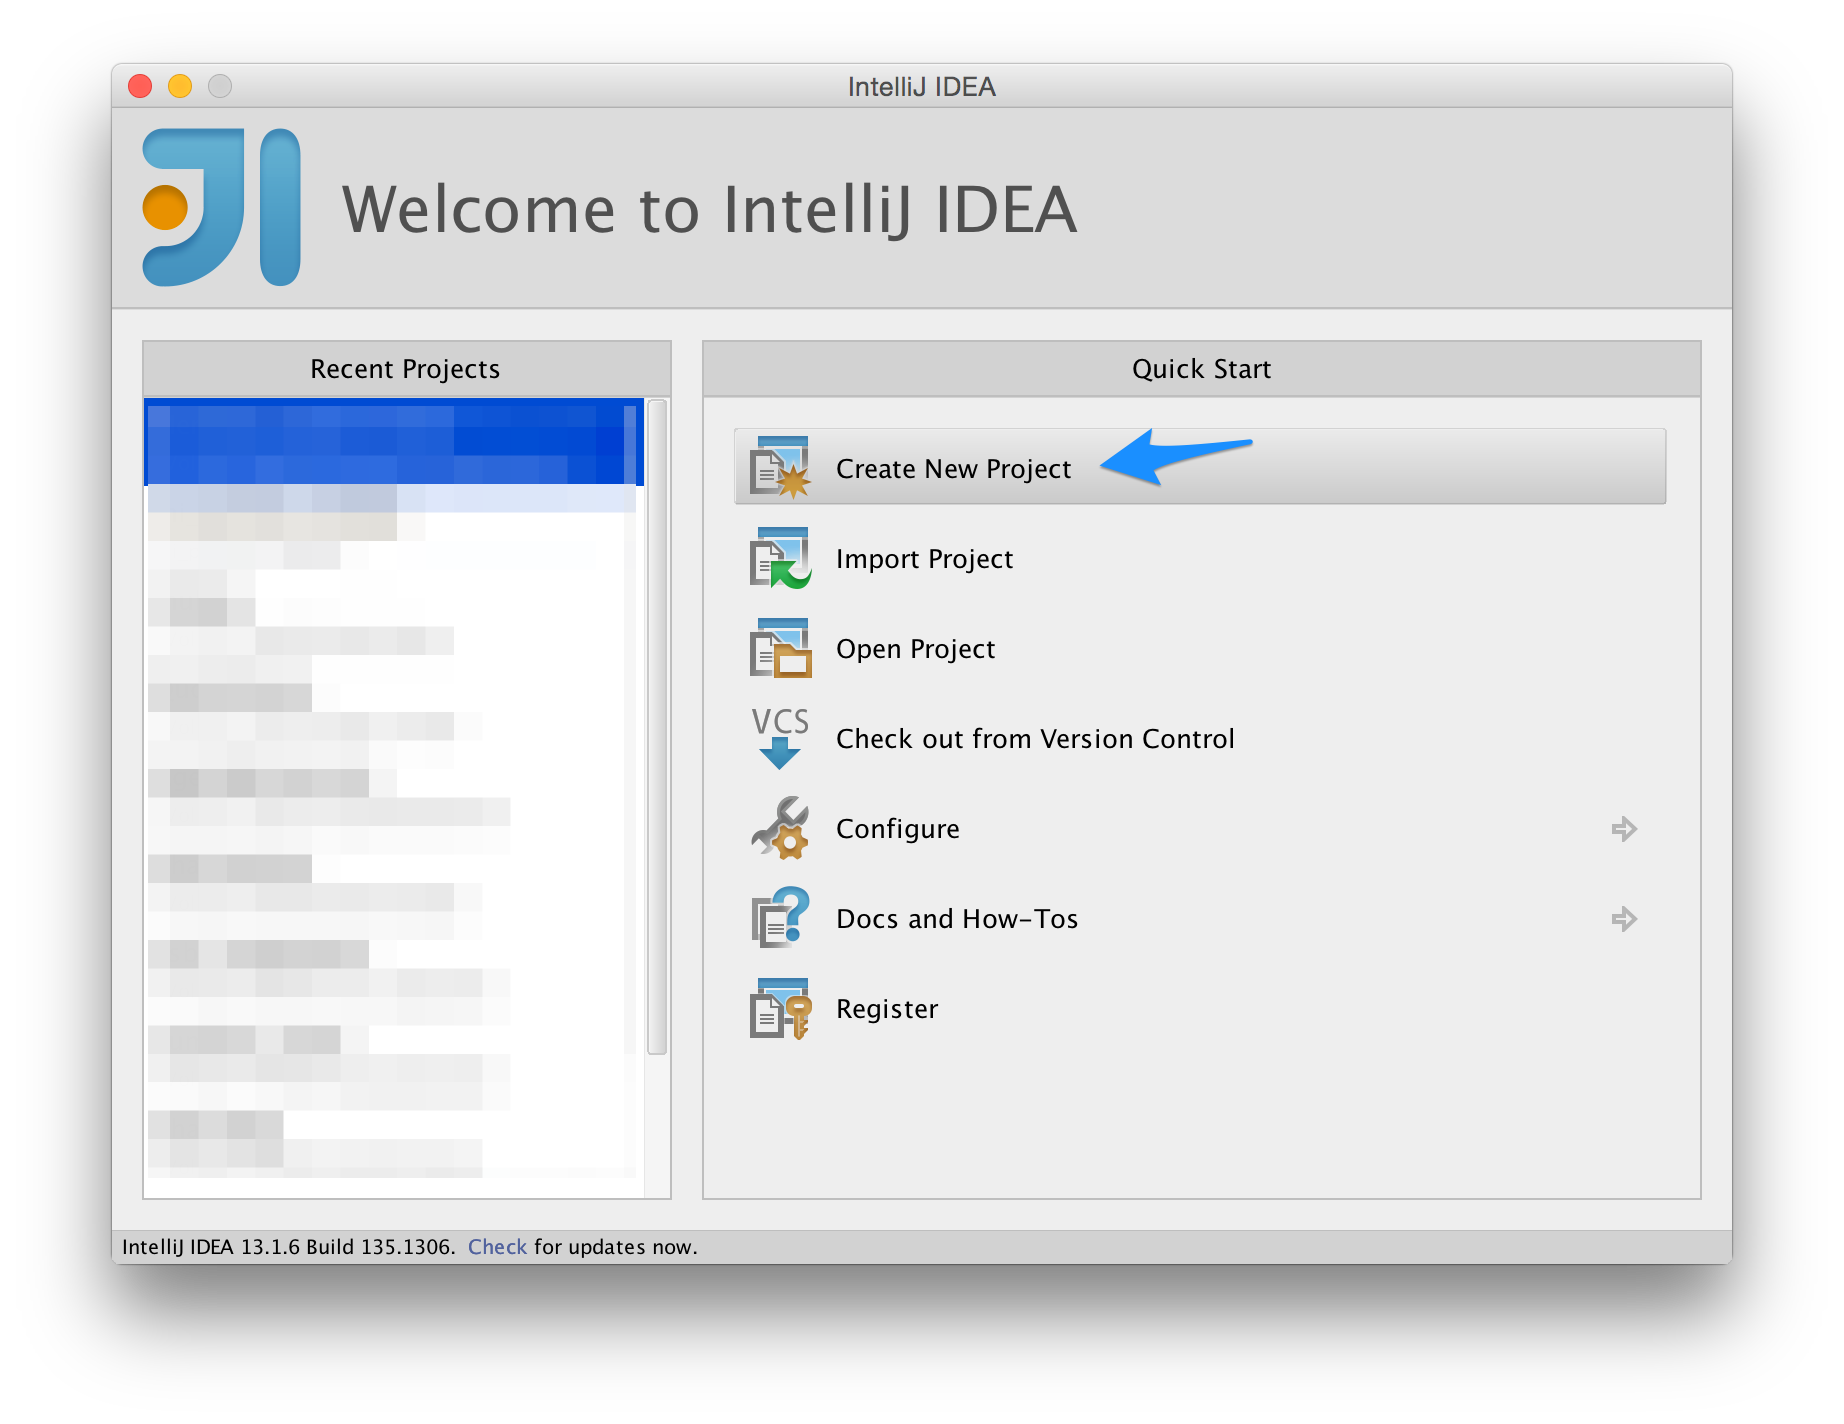 IntelliJ IDEA
Welcome to IntelliJ IDEA
Recent Projects
Quick Start
Create New Project
Import Project
Open Project
VCS
Check out from Version Control
Configure
Docs and How-Tos
Register
IntelliJ IDEA 13.1.6 Build 135.1306. Check for updates now.